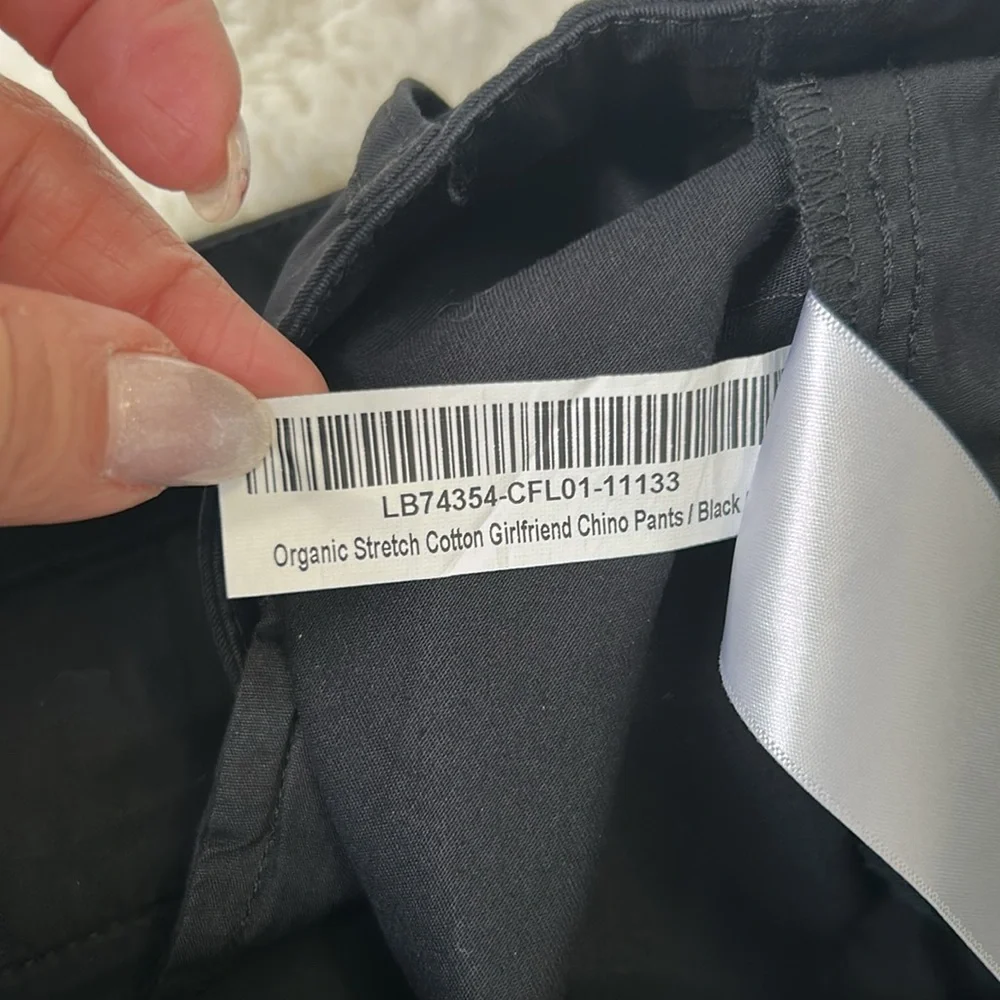 LB74354-CFL01-11133
Organic Stretch Cotton Girlfriend Chino Pants / Black